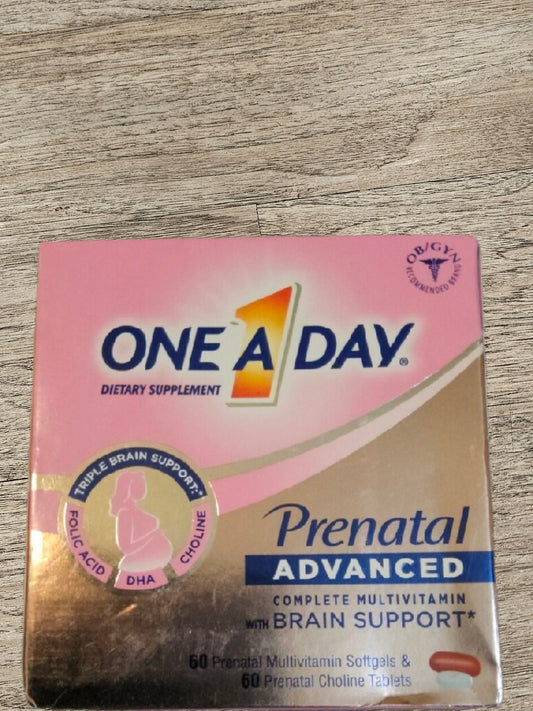 OB/GYN
RECOMMENDED BRAND
ONE A DAY®
1
DIETARY SUPPLEMENT
TRIPLE BRAIN SUPPORT:*
FOLIC ACID
DHA
CHOLINE
Prenatal
ADVANCED
COMPLETE MULTIVITAMIN
WITH BRAIN SUPPORT*
60 Prenatal Multivitamin Softgels &
60 Prenatal Choline Tablets